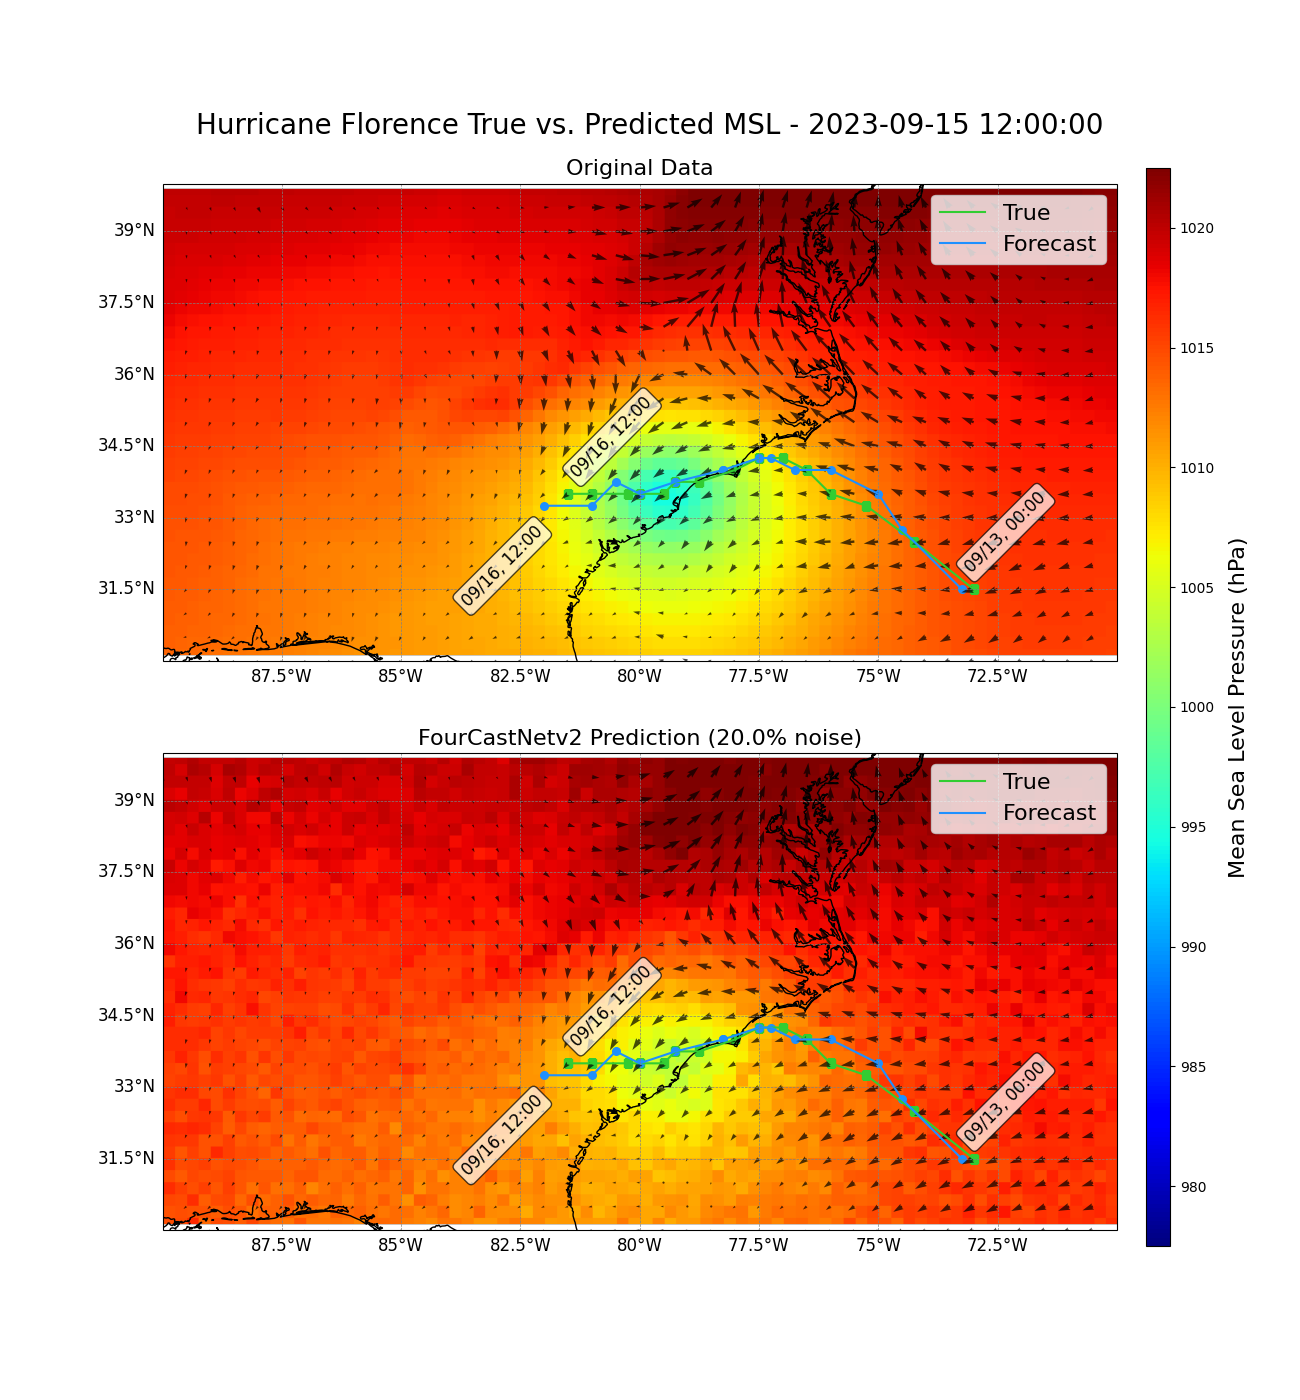 Hurricane Florence True vs. Predicted MSL - 2023-09-15 12:00:00
Original Data
True
Forecast
39°N
37.5°N
36°N
34.5°N
33°N
31.5°N
09/16, 12:00
09/16, 12:00
09/13, 00:00
87.5°W 85°W 82.5°W 80°W 77.5°W 75°W 72.5°W
FourCastNetv2 Prediction (20.0% noise)
True
Forecast
39°N
37.5°N
36°N
34.5°N
33°N
31.5°N
09/16, 12:00
09/16, 12:00
09/13, 00:00
87.5°W 85°W 82.5°W 80°W 77.5°W 75°W 72.5°W
1020
1015
1010
1005
1000
995
990
985
980
Mean Sea Level Pressure (hPa)